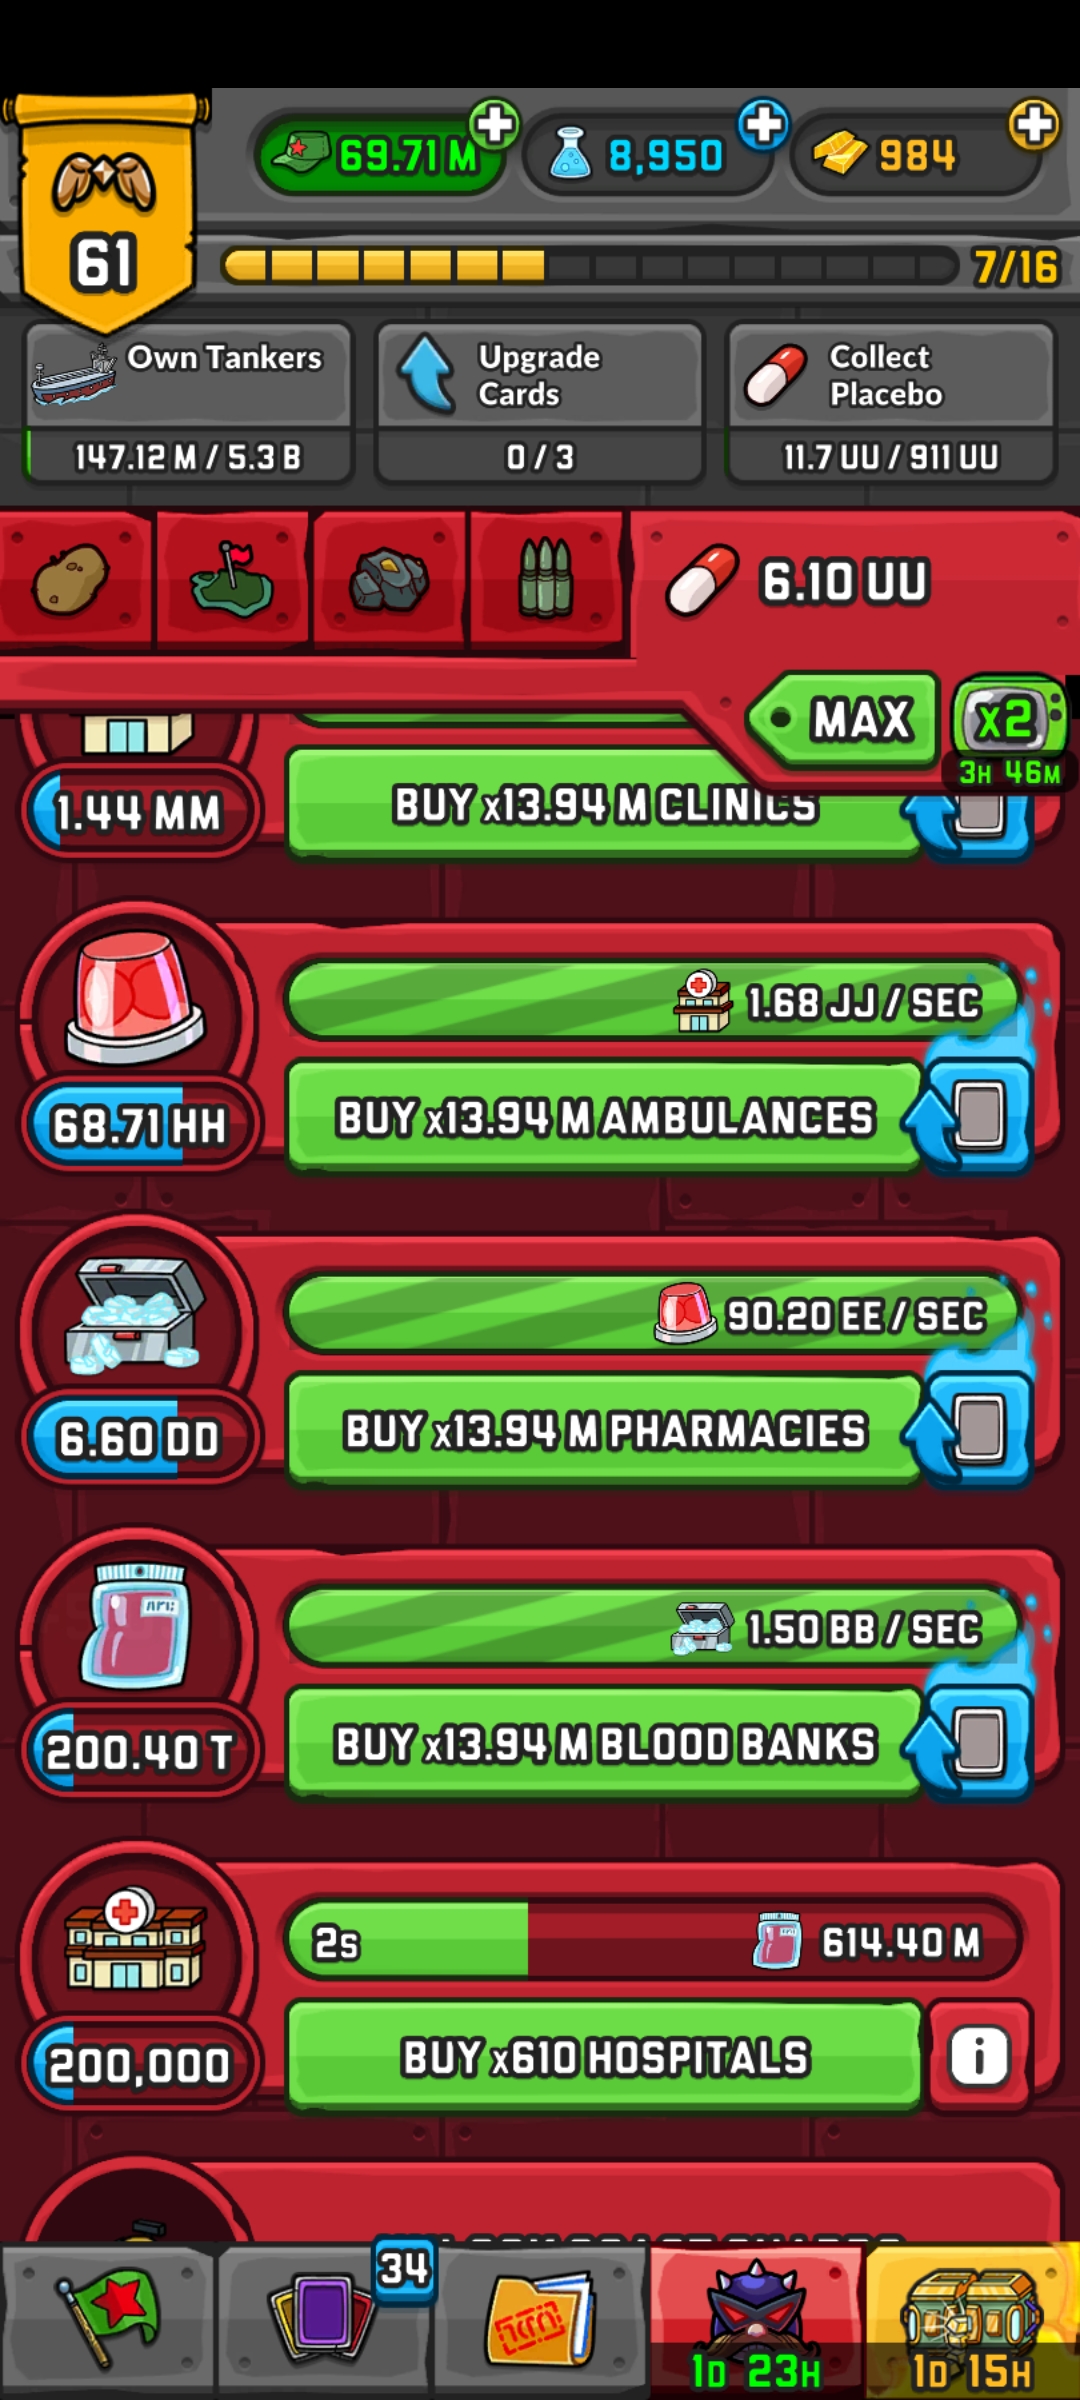 69.71 M
8,950
984
61
7/16
Own Tankers
147.12 M / 5.3 B
Upgrade
Cards
0 / 3
Collect
Placebo
11.7 UU / 911 UU
6.10 UU
MAX
x2
3H 46M
1.44 MM
BUY x13.94 M CLINICS
1.68 JJ / SEC
68.71 HH
BUY x13.94 M AMBULANCES
90.20 EE / SEC
6.60 DD
BUY x13.94 M PHARMACIES
1.50 BB / SEC
200.40 T
BUY x13.94 M BLOOD BANKS
2s
614.40 M
200,000
BUY x610 HOSPITALS
i
34
1D 23H
1D 15H